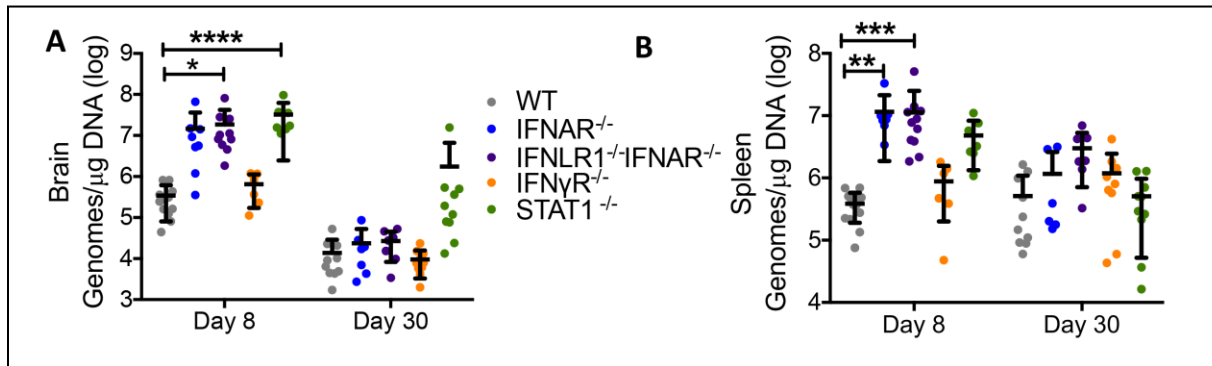 A
Brain
Genomes/µg DNA (log)
9
8
7
6
5
4
3
****
*
Day 8
Day 30
WT
IFNAR-/-
IFNLR1-/-IFNAR-/-
IFNγR-/-
STAT1 -/-
B
Spleen
Genomes/µg DNA (log)
8
7
6
5
4
***
**
Day 8
Day 30